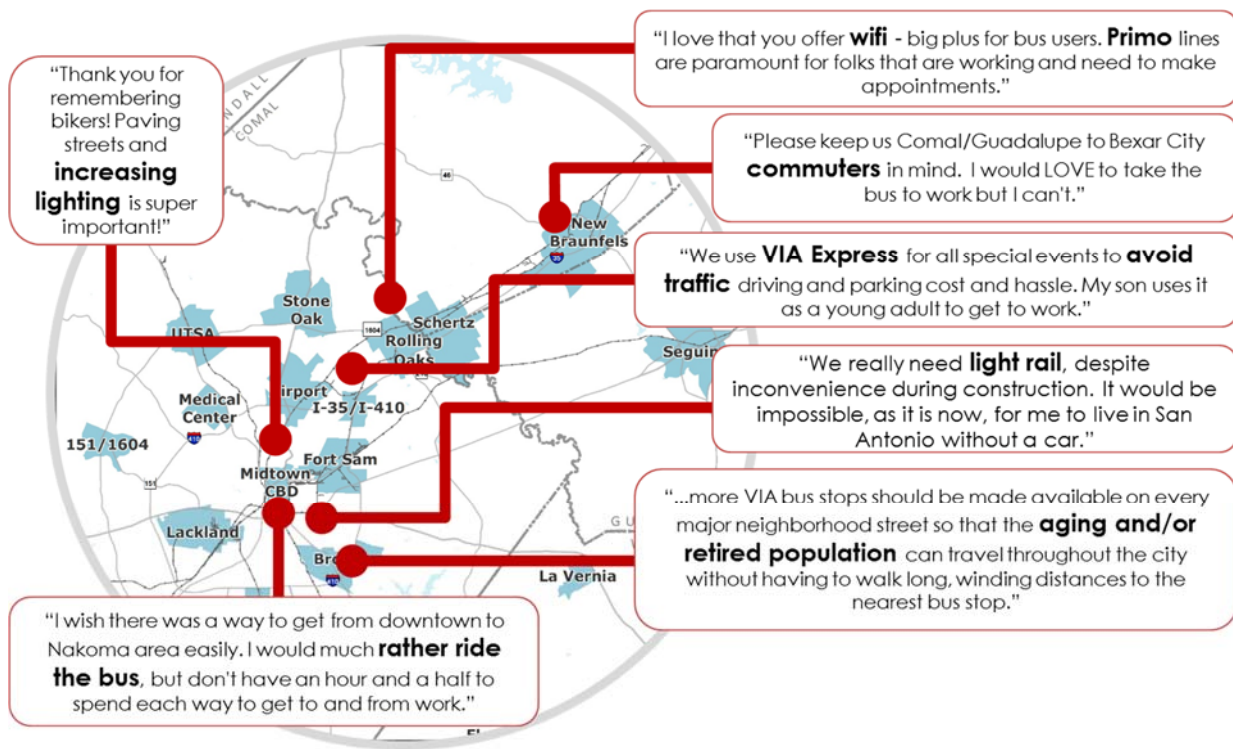 “I love that you offer wifi - big plus for bus users. Primo lines
are paramount for folks that are working and need to make
appointments.”
“Thank you for
remembering
bikers! Paving
streets and
increasing
lighting is super
important!”
“Please keep us Comal/Guadalupe to Bexar City
commuters in mind. I would LOVE to take the
bus to work but I can't.”
“We use VIA Express for all special events to avoid
traffic driving and parking cost and hassle. My son uses it
as a young adult to get to work.”
“We really need light rail, despite
inconvenience during construction. It would be
impossible, as it is now, for me to live in San
Antonio without a car.”
“...more VIA bus stops should be made available on every
major neighborhood street so that the aging and/or
retired population can travel throughout the city
without having to walk long, winding distances to the
nearest bus stop.”
“I wish there was a way to get from downtown to
Nakoma area easily. I would much rather ride
the bus, but don't have an hour and a half to
spend each way to get to and from work.”
COMAL
46
New
Braunfels
35
Stone
Oak
1604
Schertz
Rolling
Oaks
UTSA
Seguin
I-35/I-410
Medical
Center
410
151/1604
151
Fort Sam
Midtown
CBD
Lackland
410
La Vernia